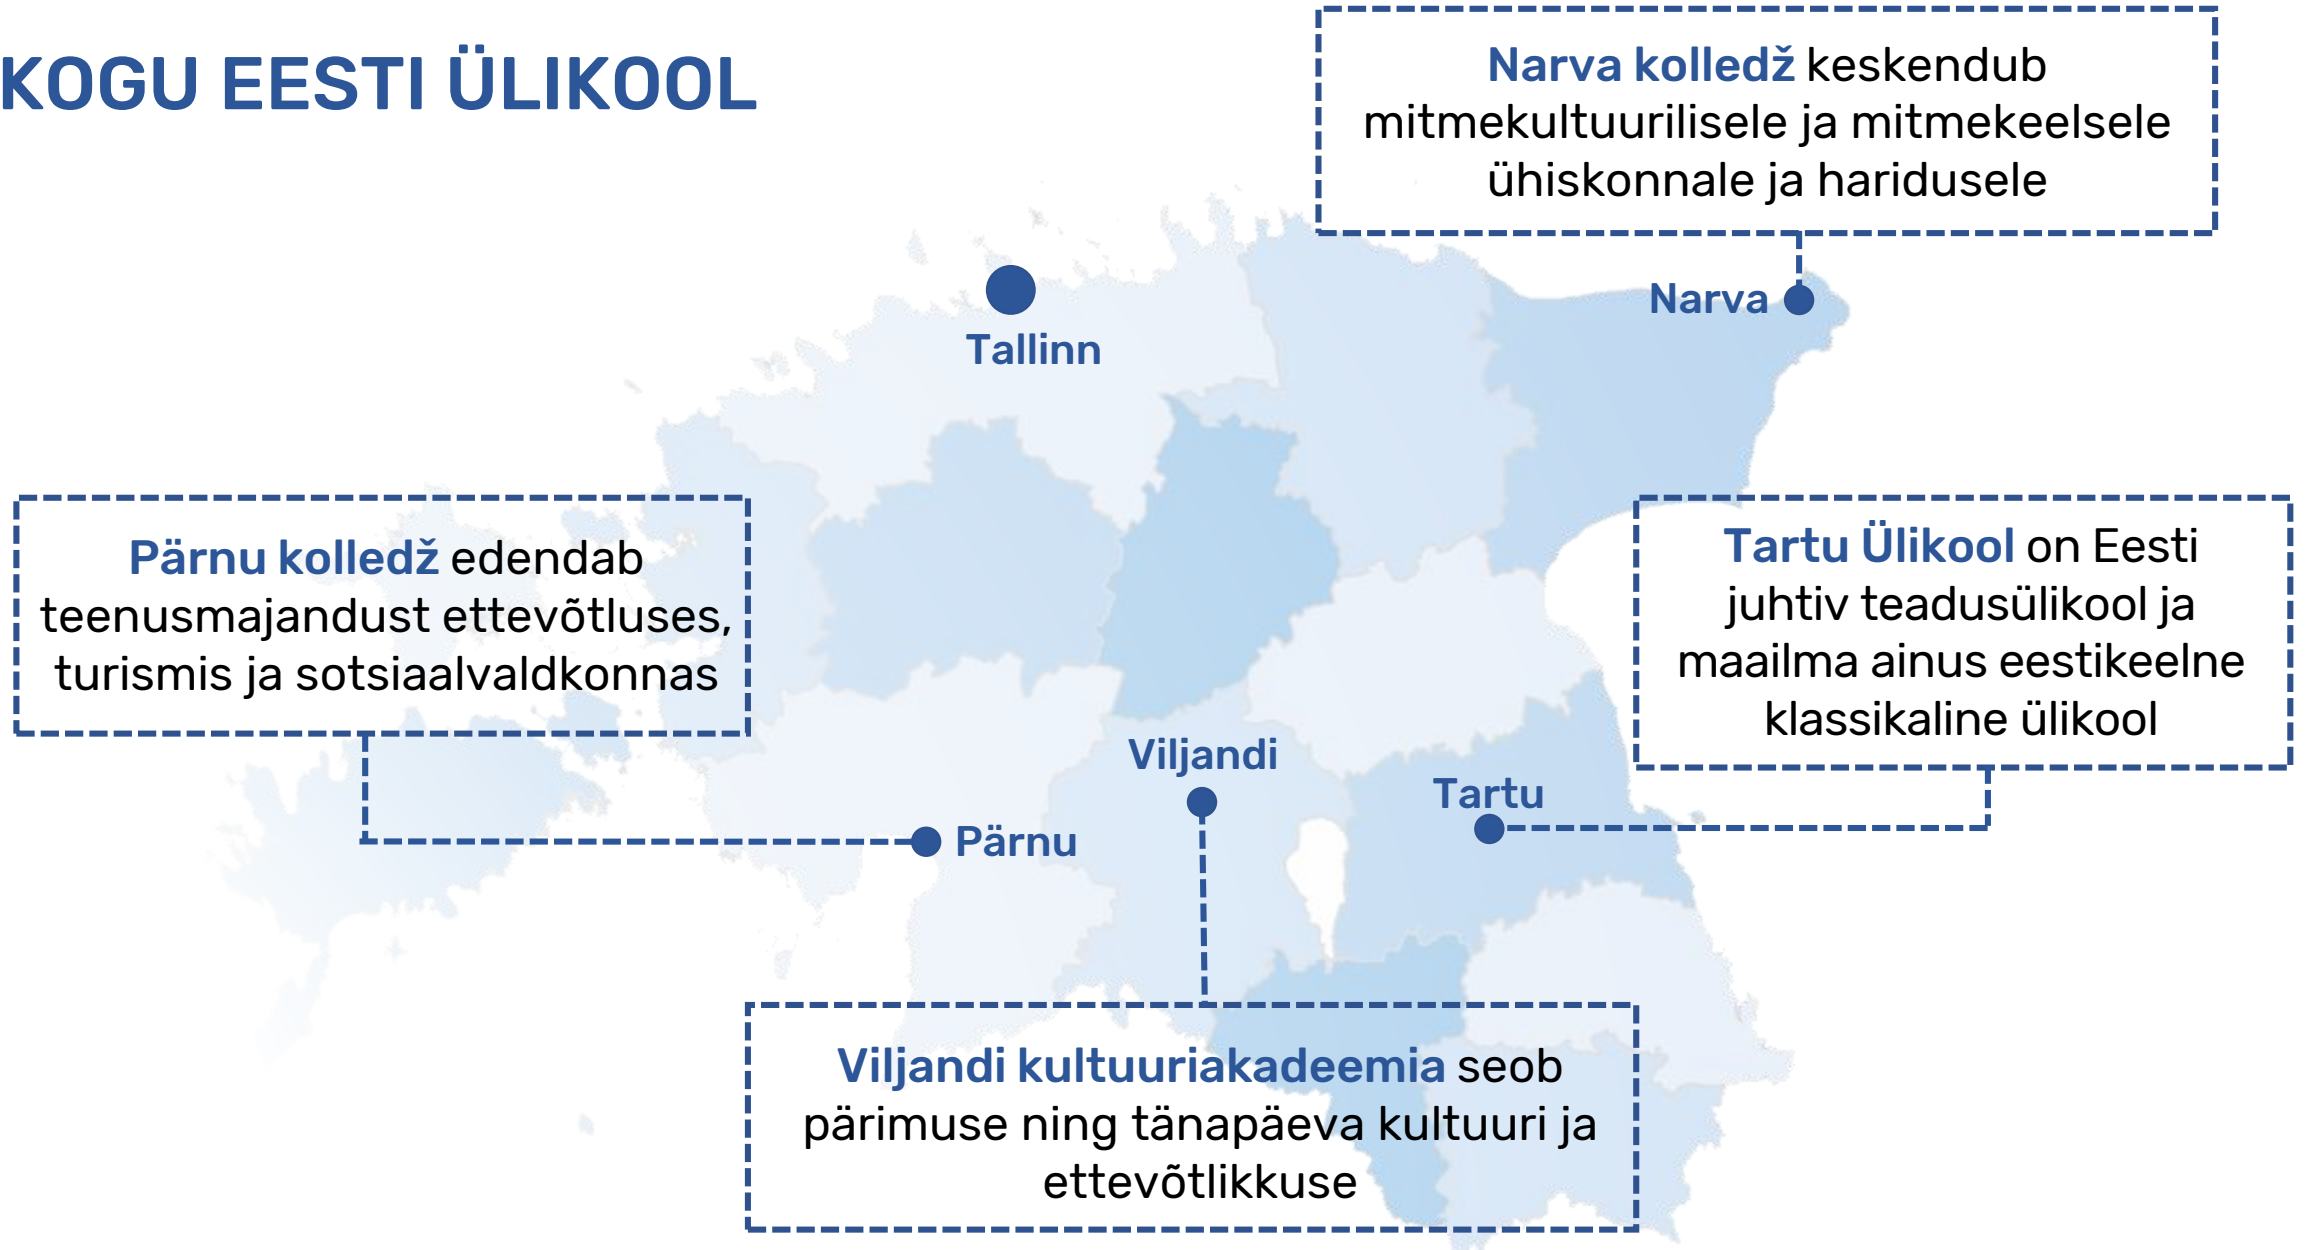 KOGU EESTI ÜLIKOOL
Narva kolledž keskendub
mitmekultuurilisele ja mitmekeelsele
ühiskonnale ja haridusele
Narva
Tallinn
Pärnu kolledž edendab
teenusmajandust ettevõtluses,
turismis ja sotsiaalvaldkonnas
Tartu Ülikool on Eesti
juhtiv teadusülikool ja
maailma ainus eestikeelne
klassikaline ülikool
Viljandi
Tartu
Pärnu
Viljandi kultuuriakadeemia seob
pärimuse ning tänapäeva kultuuri ja
ettevõtlikkuse